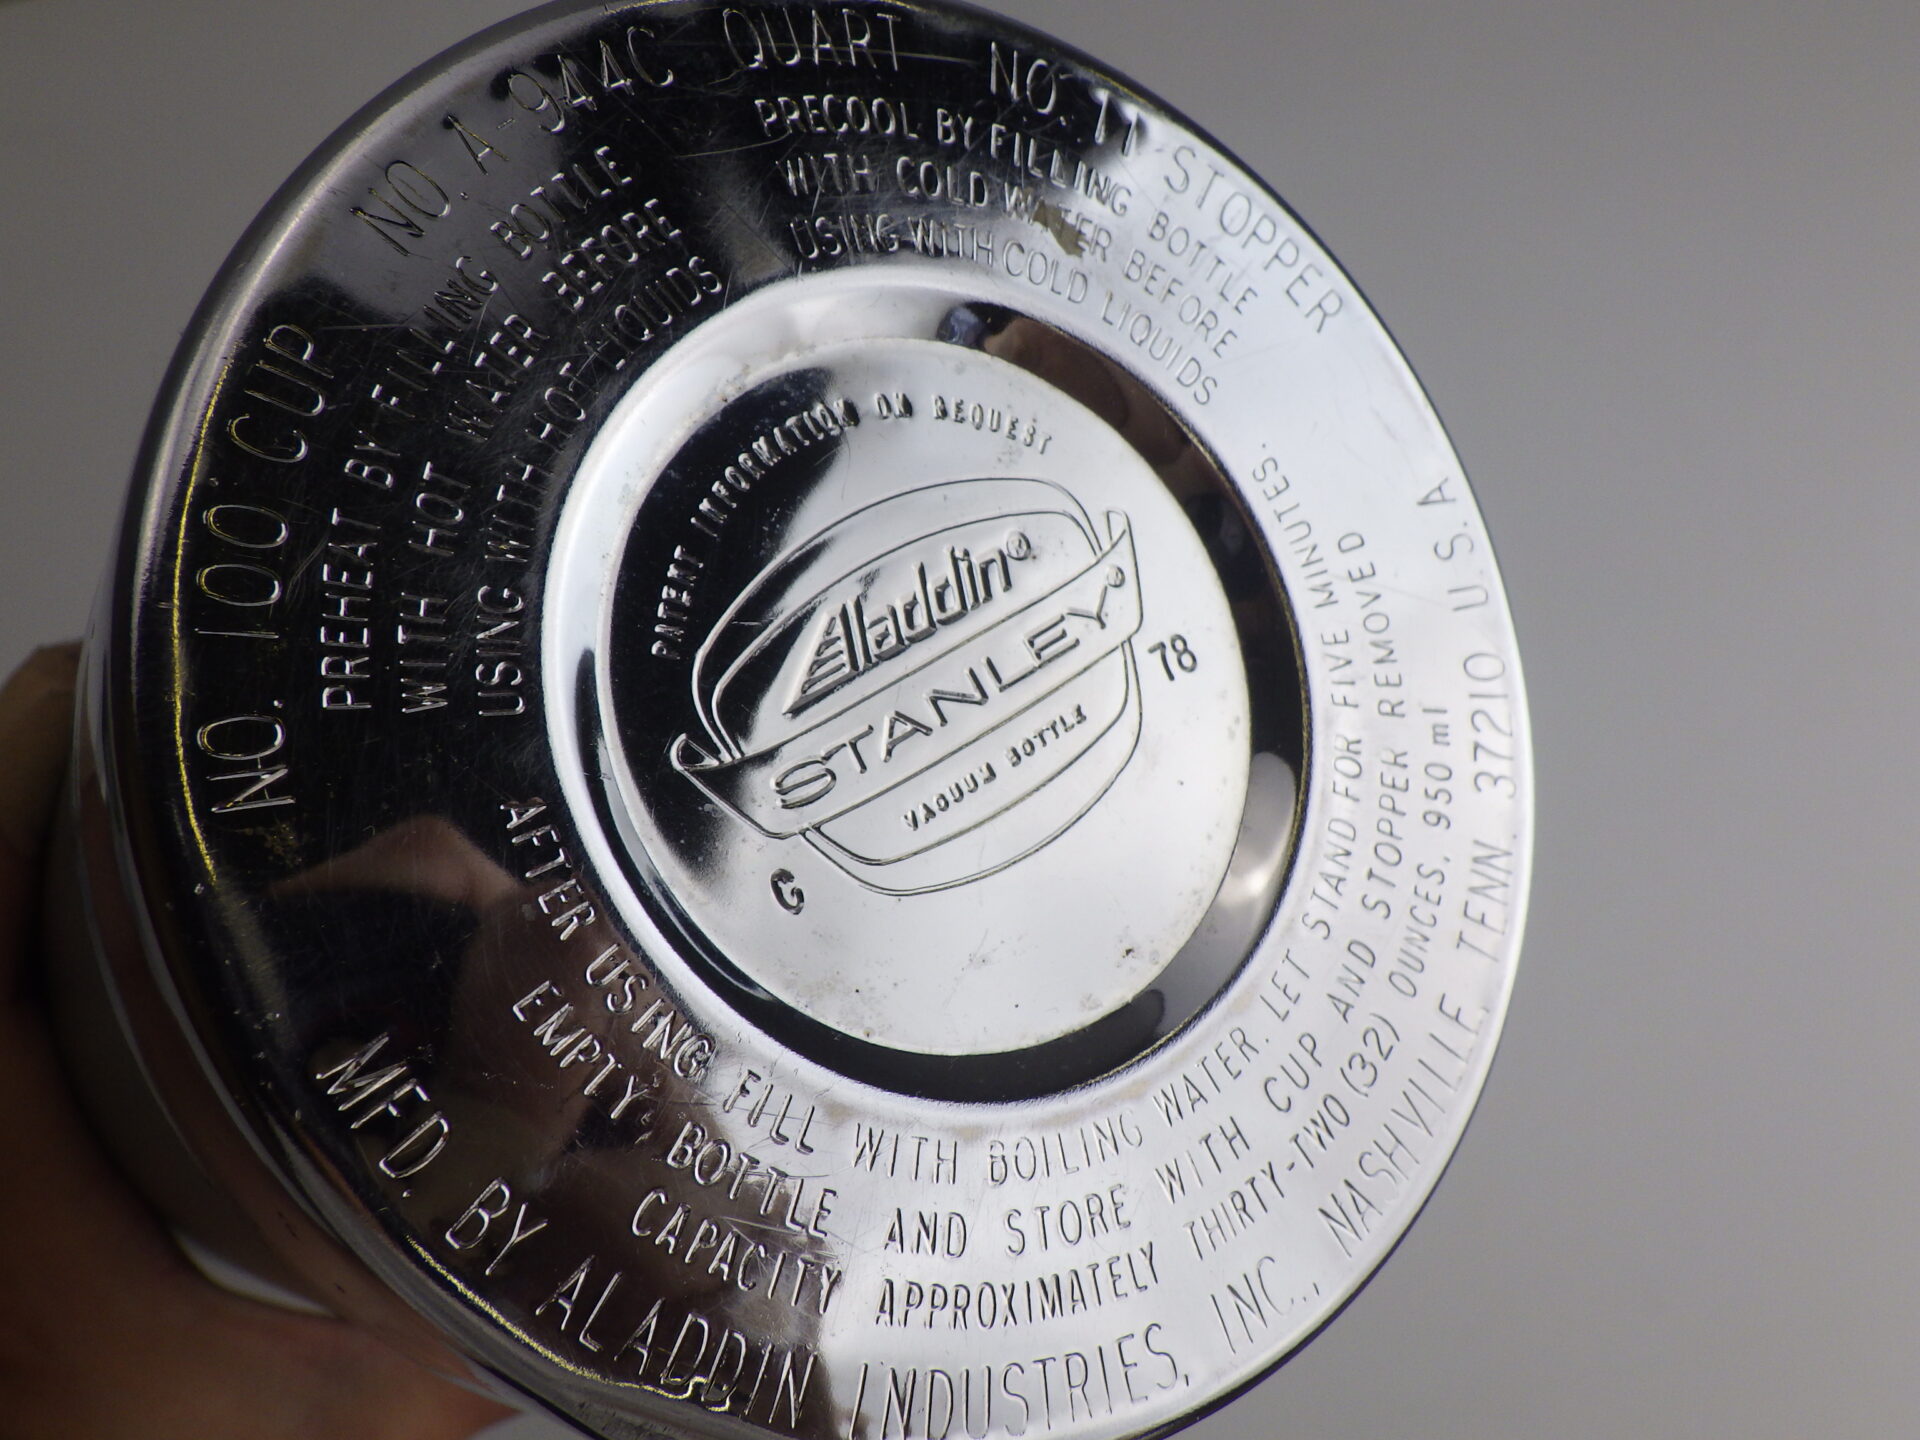 NO. 100 CUP NO. A-944C QUART NO. 11 STOPPER
PREHEAT BY FILLING BOTTLE
WITH HOT WATER BEFORE
USING WITH HOT LIQUIDS
PRECOOL BY FILLING BOTTLE
WITH COLD WATER BEFORE
USING WITH COLD LIQUIDS
PATENT INFORMATION ON REQUEST
Aladdin®
STANLEY®
VACUUM BOTTLE
G
78
AFTER USING FILL WITH BOILING WATER. LET STAND FOR FIVE MINUTES.
EMPTY BOTTLE AND STORE WITH CUP AND STOPPER REMOVED
CAPACITY APPROXIMATELY THIRTY-TWO (32) OUNCES. 950 ml
MFD. BY ALADDIN INDUSTRIES, INC., NASHVILLE, TENN. 37210 U.S.A